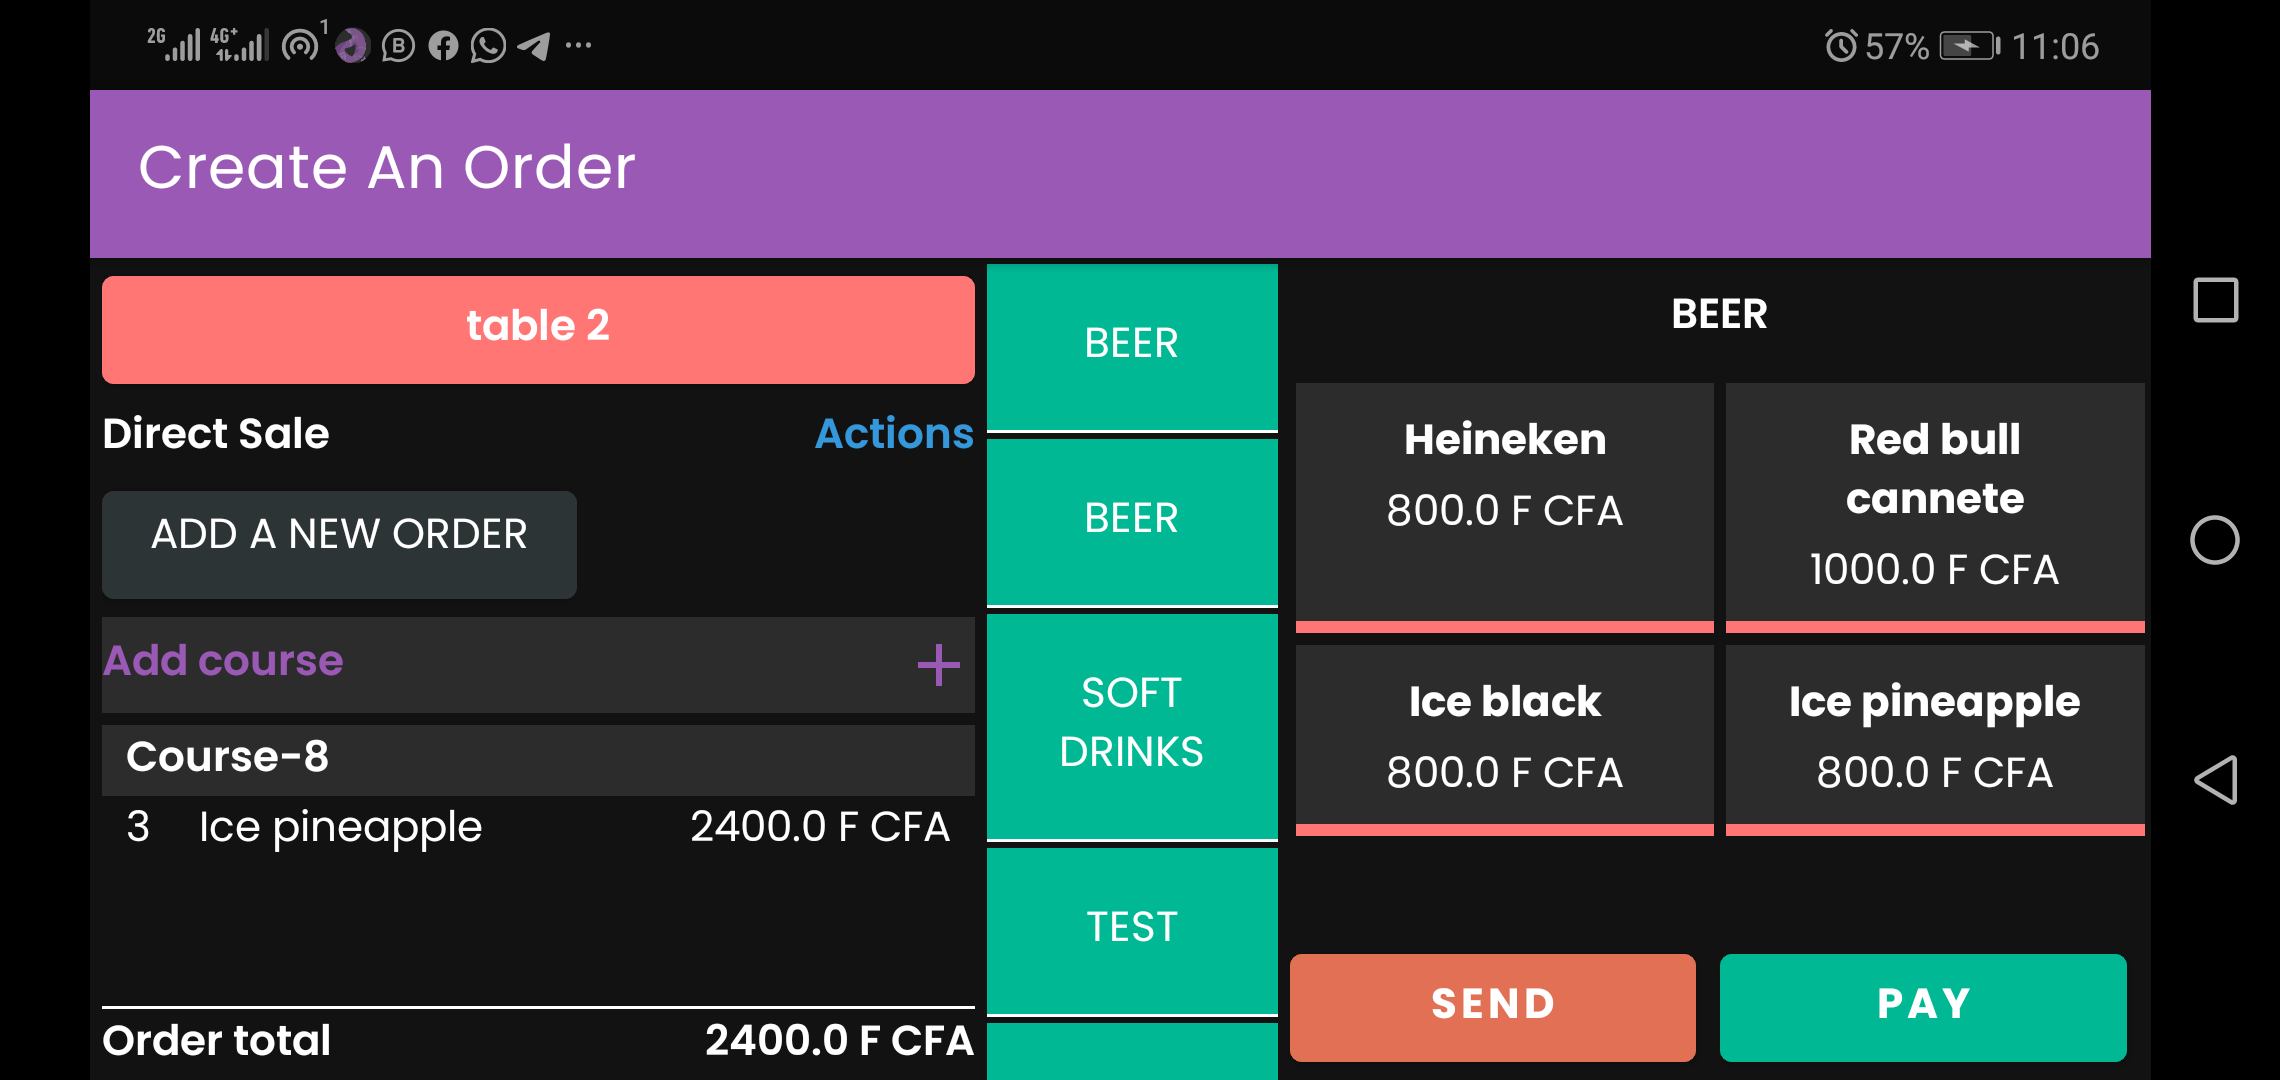 2G 4G+ 1 B 57% 11:06
Create An Order
table 2
Direct Sale Actions
ADD A NEW ORDER
Add course +
Course-8
3 Ice pineapple 2400.0 F CFA
Order total 2400.0 F CFA
BEER
BEER
SOFT
DRINKS
TEST
BEER
Heineken
800.0 F CFA
Red bull
cannete
1000.0 F CFA
Ice black
800.0 F CFA
Ice pineapple
800.0 F CFA
SEND
PAY